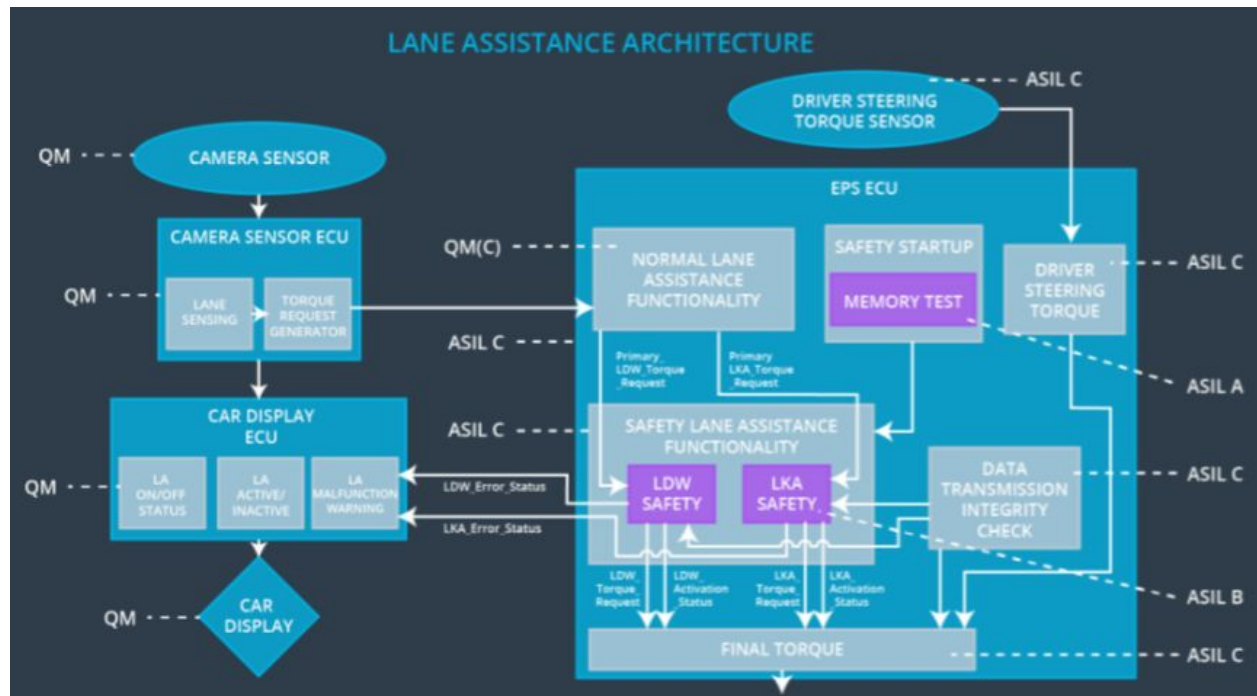 LANE ASSISTANCE ARCHITECTURE
ASIL C
DRIVER STEERING
TORQUE SENSOR
QM
CAMERA SENSOR
EPS ECU
CAMERA SENSOR ECU
QM
LANE
SENSING
TORQUE
REQUEST
GENERATOR
QM(C)
NORMAL LANE
ASSISTANCE
FUNCTIONALITY
SAFETY STARTUP
MEMORY TEST
DRIVER
STEERING
TORQUE
ASIL C
ASIL C
Primary_
LDW_Torque
_Request
Primary
LKA_Torque
_Request
ASIL A
CAR DISPLAY
ECU
QM
LA
ON/OFF
STATUS
LA
ACTIVE/
INACTIVE
LA
MALFUNCTION
WARNING
ASIL C
SAFETY LANE ASSISTANCE
FUNCTIONALITY
LDW
SAFETY
LKA
SAFETY
DATA
TRANSMISSION
INTEGRITY
CHECK
ASIL C
LDW_Error_Status
LKA_Error_Status
LDW_
Torque_
Request
LDW_
Activation
_Status
LKA_
Torque_
Request
LKA_
Activation
_Status
ASIL B
QM
CAR
DISPLAY
FINAL TORQUE
ASIL C